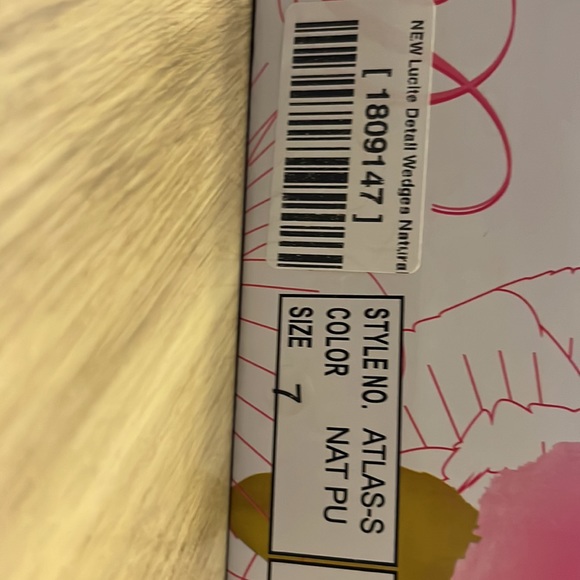 NEW Lucite Detail Wedges Natural
[ 1809147 ]
STYLE NO. ATLAS-S
COLOR NAT PU
SIZE 7